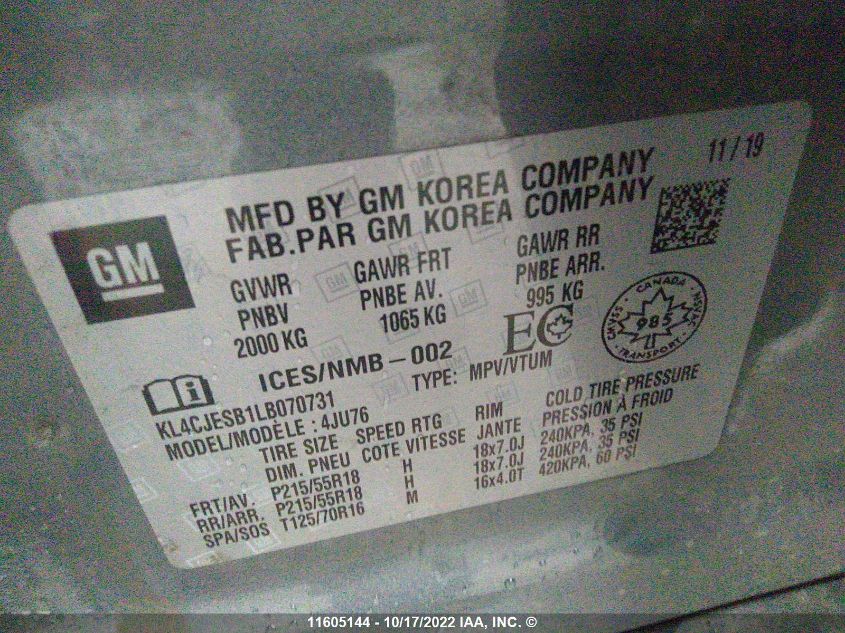 11/19
MFD BY GM KOREA COMPANY
FAB.PAR GM KOREA COMPANY
GM
GVWR GAWR FRT GAWR RR
PNBV PNBE AV. PNBE ARR.
2000 KG 1065 KG 995 KG
EC
CANADA
985
TRANSPORT
ICES/NMB-002
TYPE: MPV/VTUM
KL4CJESB1LB070731
MODEL/MODÈLE : 4JU76
TIRE SIZE SPEED RTG RIM COLD TIRE PRESSURE
DIM. PNEU COTE VITESSE JANTE PRESSION À FROID
FRT/AV. P215/55R18 H 18x7.0J 240KPA, 35 PSI
RR/ARR. P215/55R18 H 18x7.0J 240KPA, 35 PSI
SPA/SOS T125/70R16 M 16x4.0T 420KPA, 60 PSI
11605144 - 10/17/2022 IAA, INC. ©